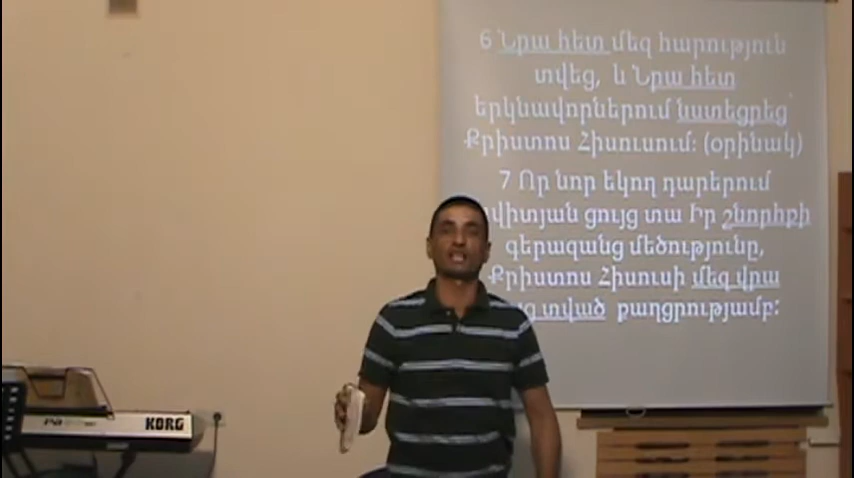 6 Նրա հետ մեզ հարություն
տվեց, և Նրա հետ
երկնավորներում նստեցրեց՝
Քրիստոս Հիսուսում: (օրինակ)
7 Որ նոր եկող դարերում
ցույց տա Իր շնորհիքի
գերազանց մեծությունը,
Քրիստոս Հիսուսի մեզ վրա
տված քաղցրությամբ:
KORG